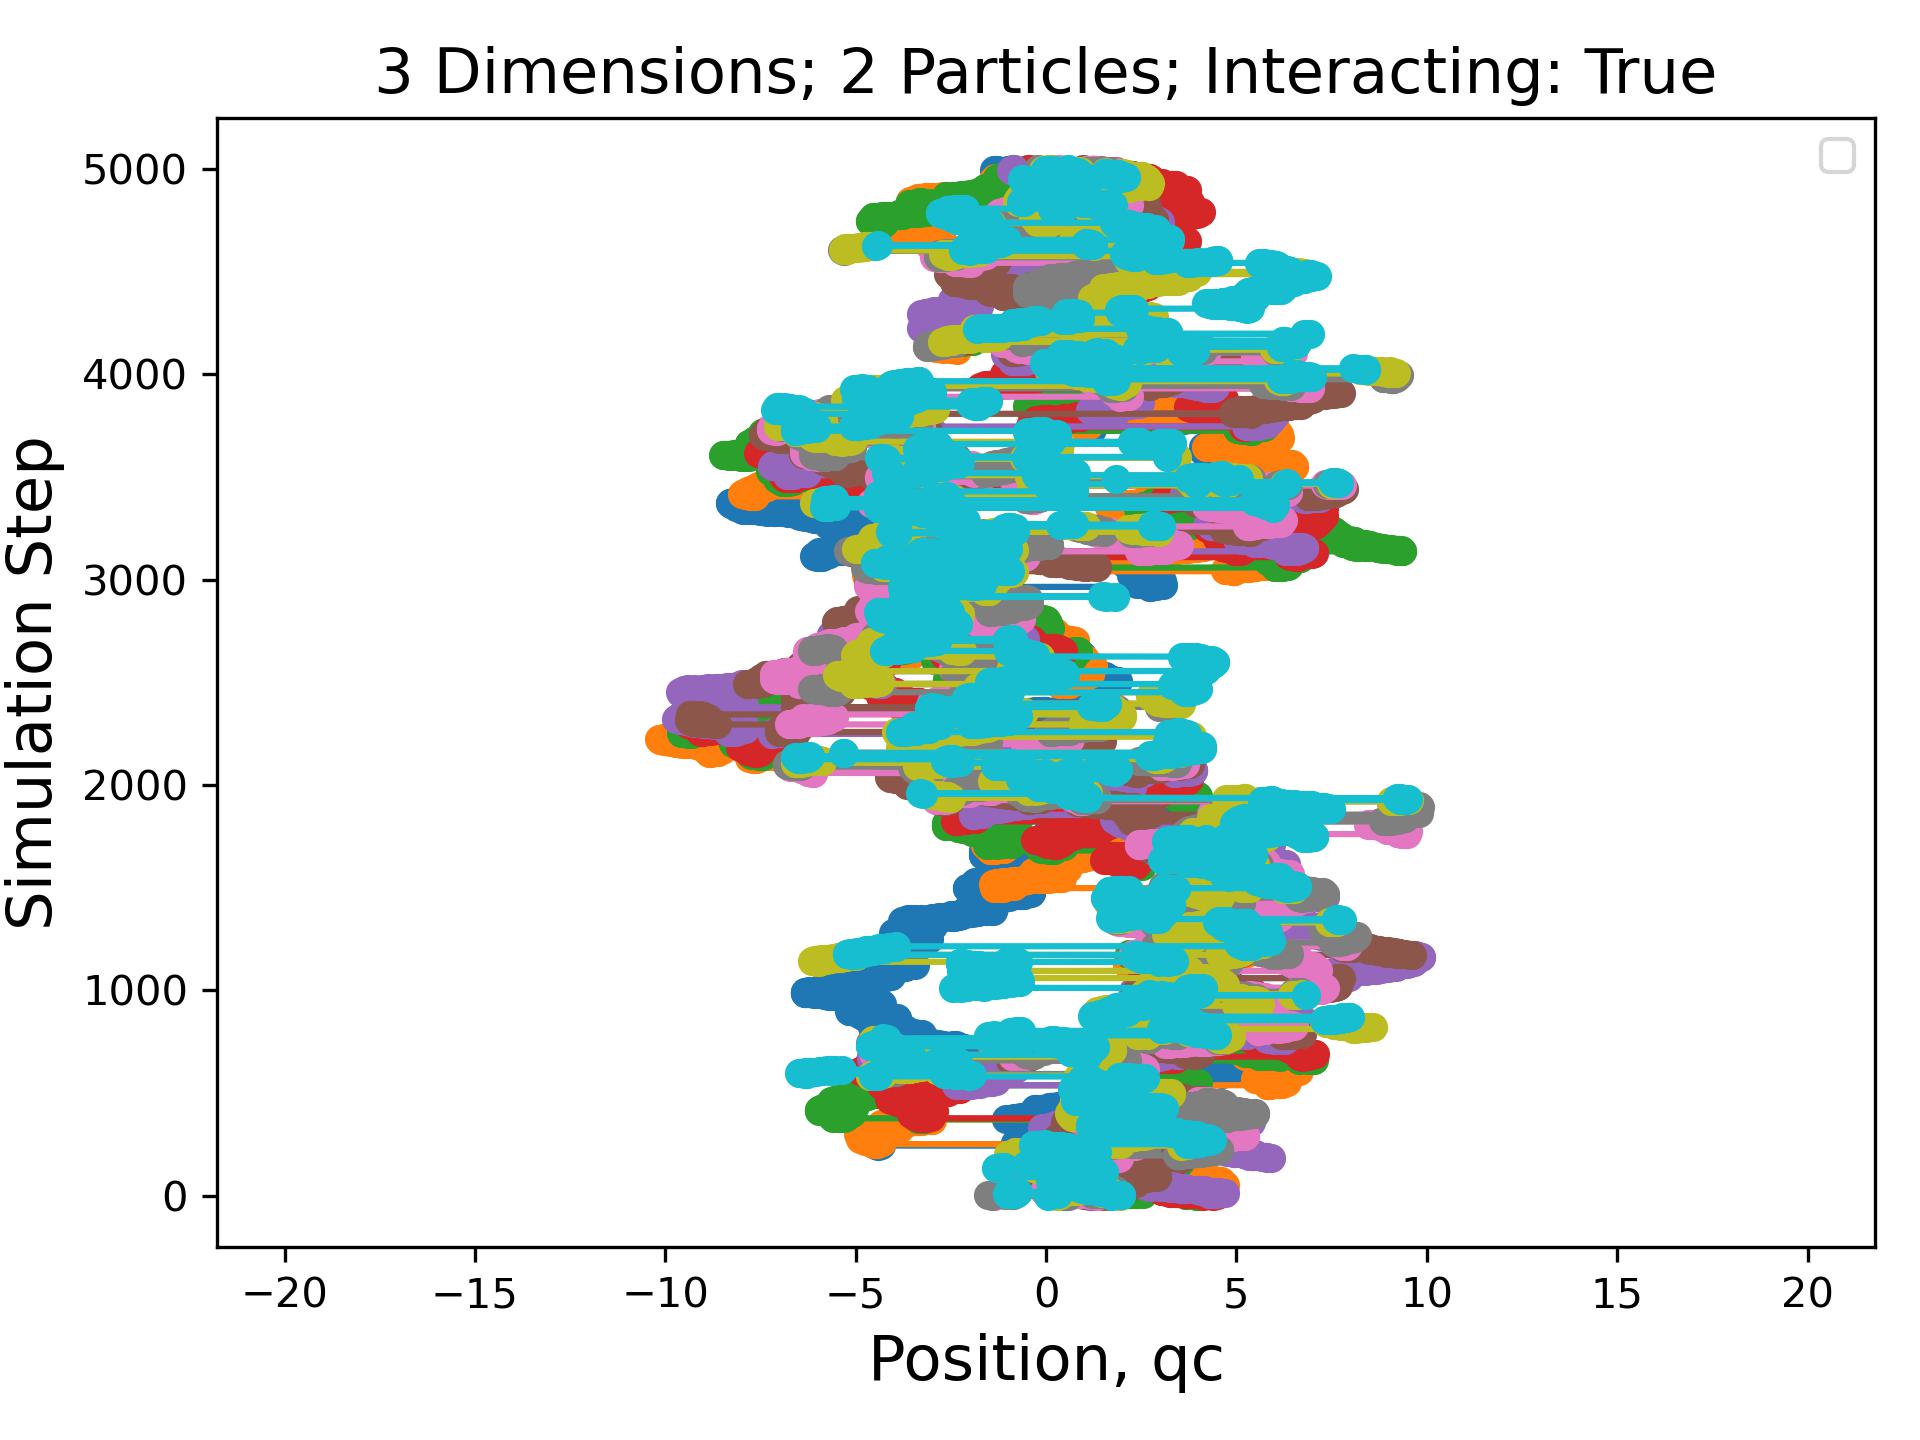 3 Dimensions; 2 Particles; Interacting: True
Simulation Step
5000
4000
3000
2000
1000
0
−20 −15 −10 −5 0 5 10 15 20
Position, qc